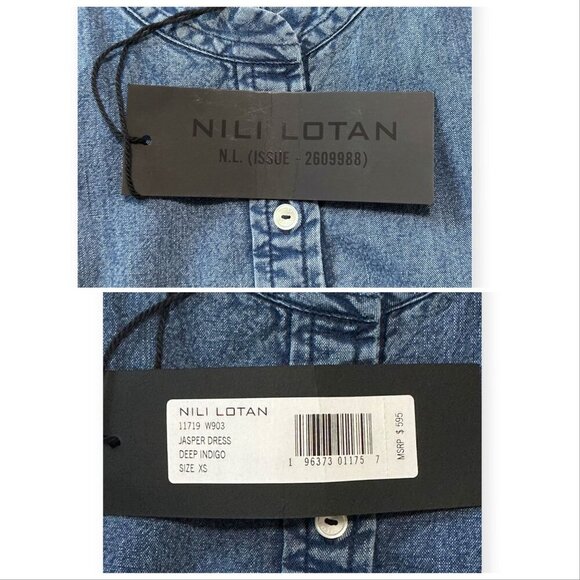 NILI LOTAN
N.L. (ISSUE - 2609988)
NILI LOTAN
11719 W903
JASPER DRESS
DEEP INDIGO
SIZE XS
1 96373 01175 7
MSRP $ 595